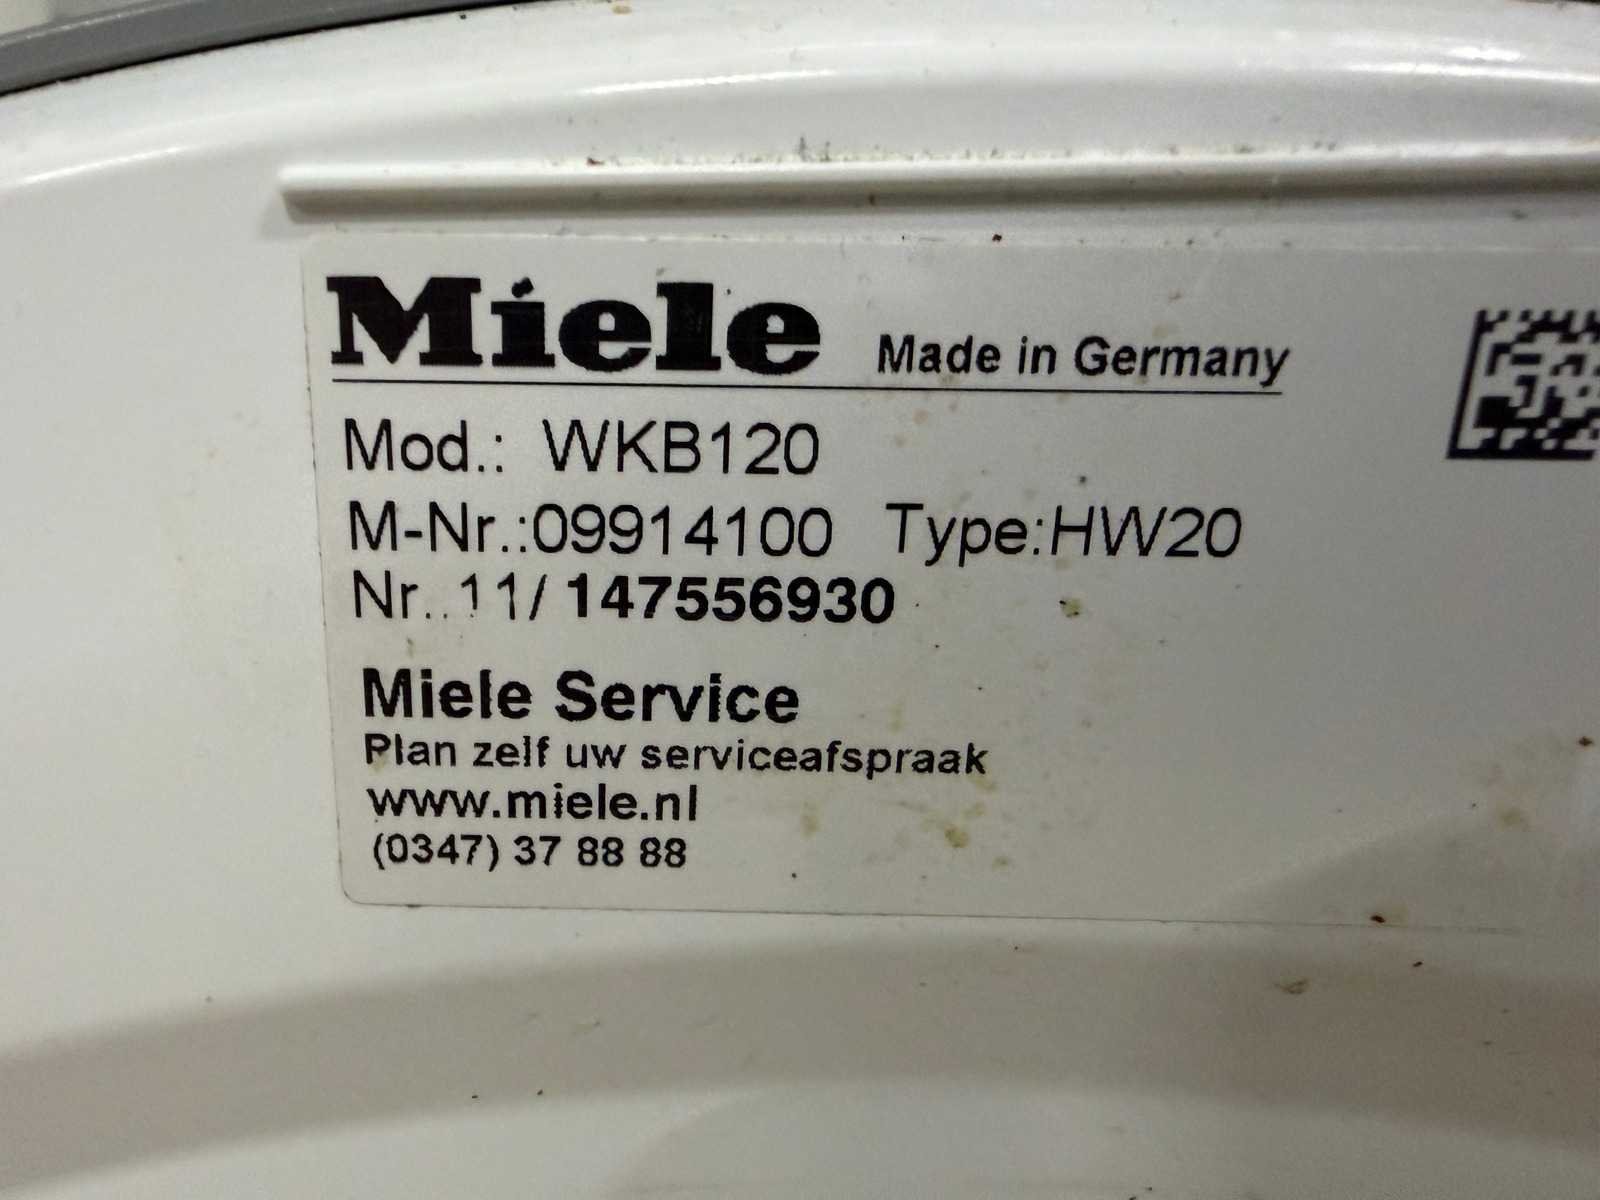 Miele Made in Germany
Mod.: WKB120
M-Nr.:09914100 Type:HW20
Nr..11/147556930
Miele Service
Plan zelf uw serviceafspraak
www.miele.nl
(0347) 37 88 88